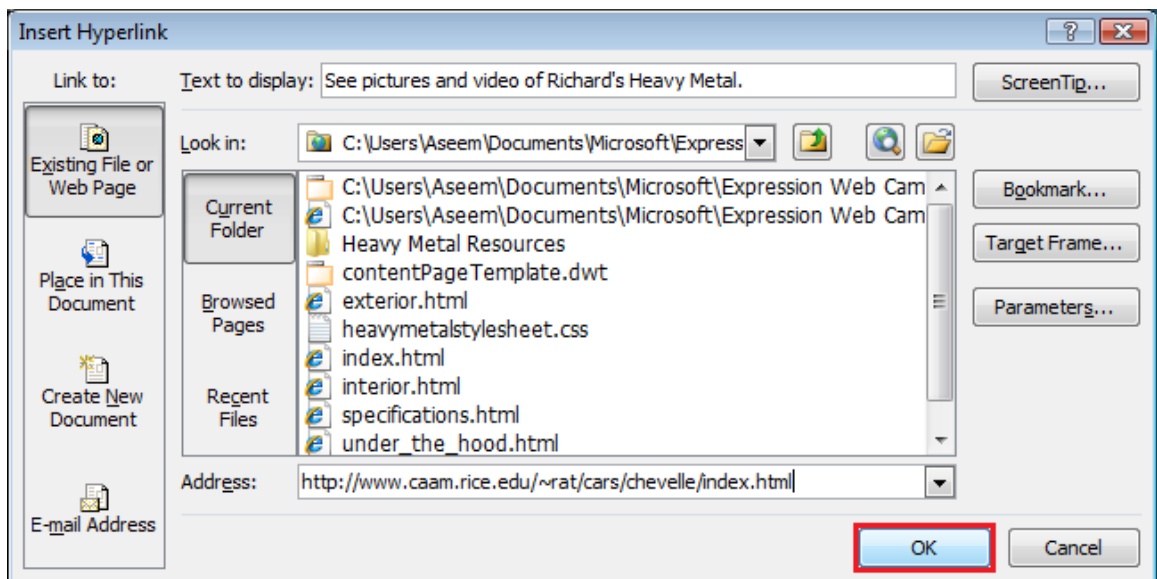 Insert Hyperlink
Link to:
Text to display: See pictures and video of Richard's Heavy Metal.
ScreenTip...
Existing File or
Web Page
Look in: C:\Users\Aseem\Documents\Microsoft\Express
Current
Folder
C:\Users\Aseem\Documents\Microsoft\Expression Web Cam
C:\Users\Aseem\Documents\Microsoft\Expression Web Cam
Heavy Metal Resources
contentPageTemplate.dwt
exterior.html
heavymetalstylesheet.css
index.html
interior.html
specifications.html
under_the_hood.html
Bookmark...
Target Frame...
Parameters...
Place in This
Document
Browsed
Pages
Create New
Document
Recent
Files
E-mail Address
Address: http://www.caam.rice.edu/~rat/cars/chevelle/index.html
OK
Cancel